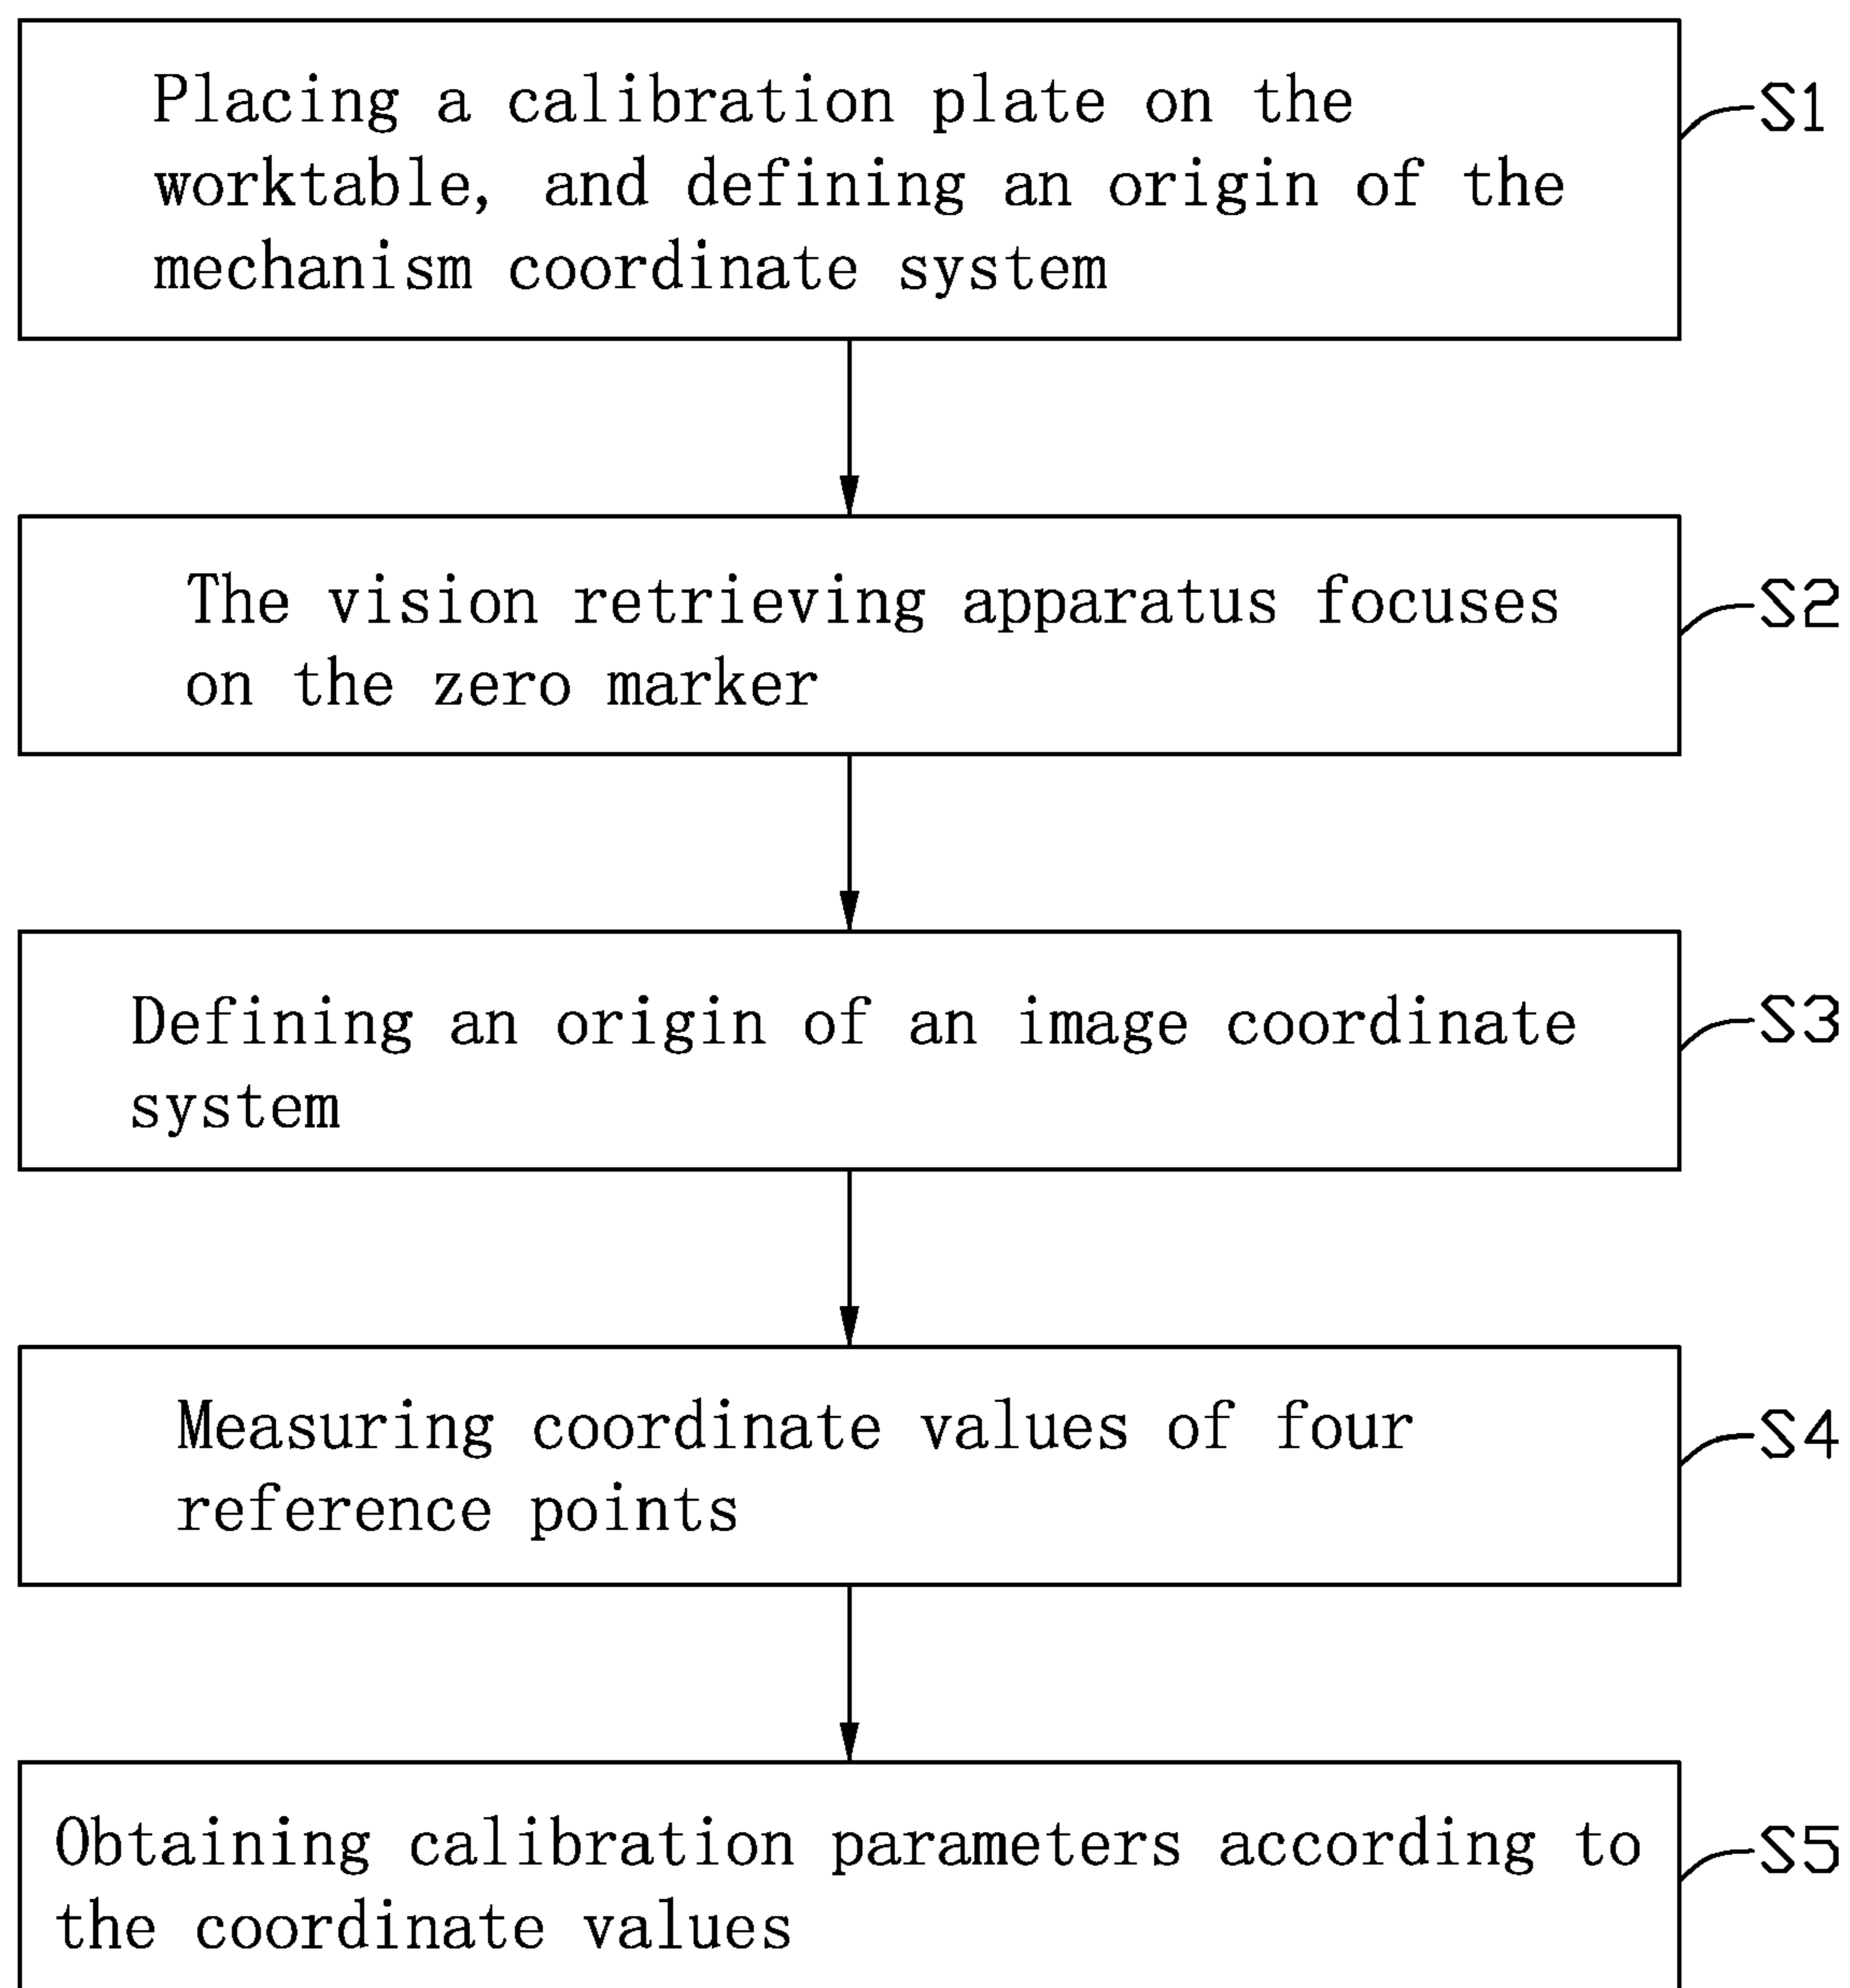 Placing a calibration plate on the
worktable, and defining an origin of the
mechanism coordinate system
S1
The vision retrieving apparatus focuses
on the zero marker
S2
Defining an origin of an image coordinate
system
S3
Measuring coordinate values of four
reference points
S4
Obtaining calibration parameters according to
the coordinate values
S5